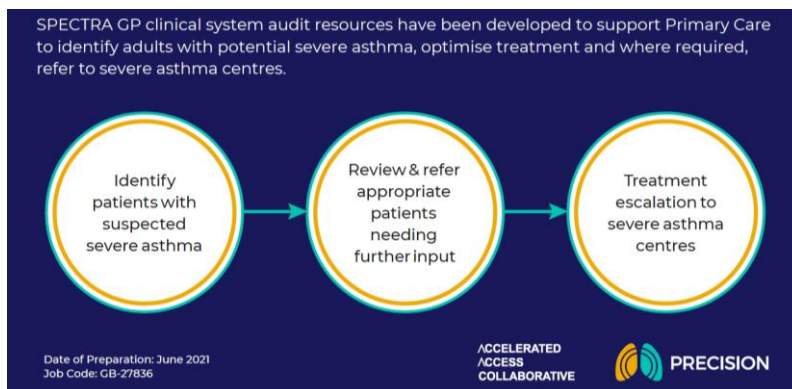 SPECTRA GP clinical system audit resources have been developed to support Primary Care
to identify adults with potential severe asthma, optimise treatment and where required,
refer to severe asthma centres.
Identify
patients with
suspected
severe asthma
Review & refer
appropriate
patients
needing
further input
Treatment
escalation to
severe asthma
centres
Date of Preparation: June 2021
Job Code: GB-27836
ACCELERATED
ACCESS
COLLABORATIVE
PRECISION